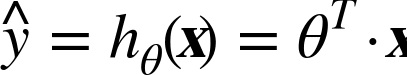 ŷ = h_θ(𝐱) = θ^T · 𝐱